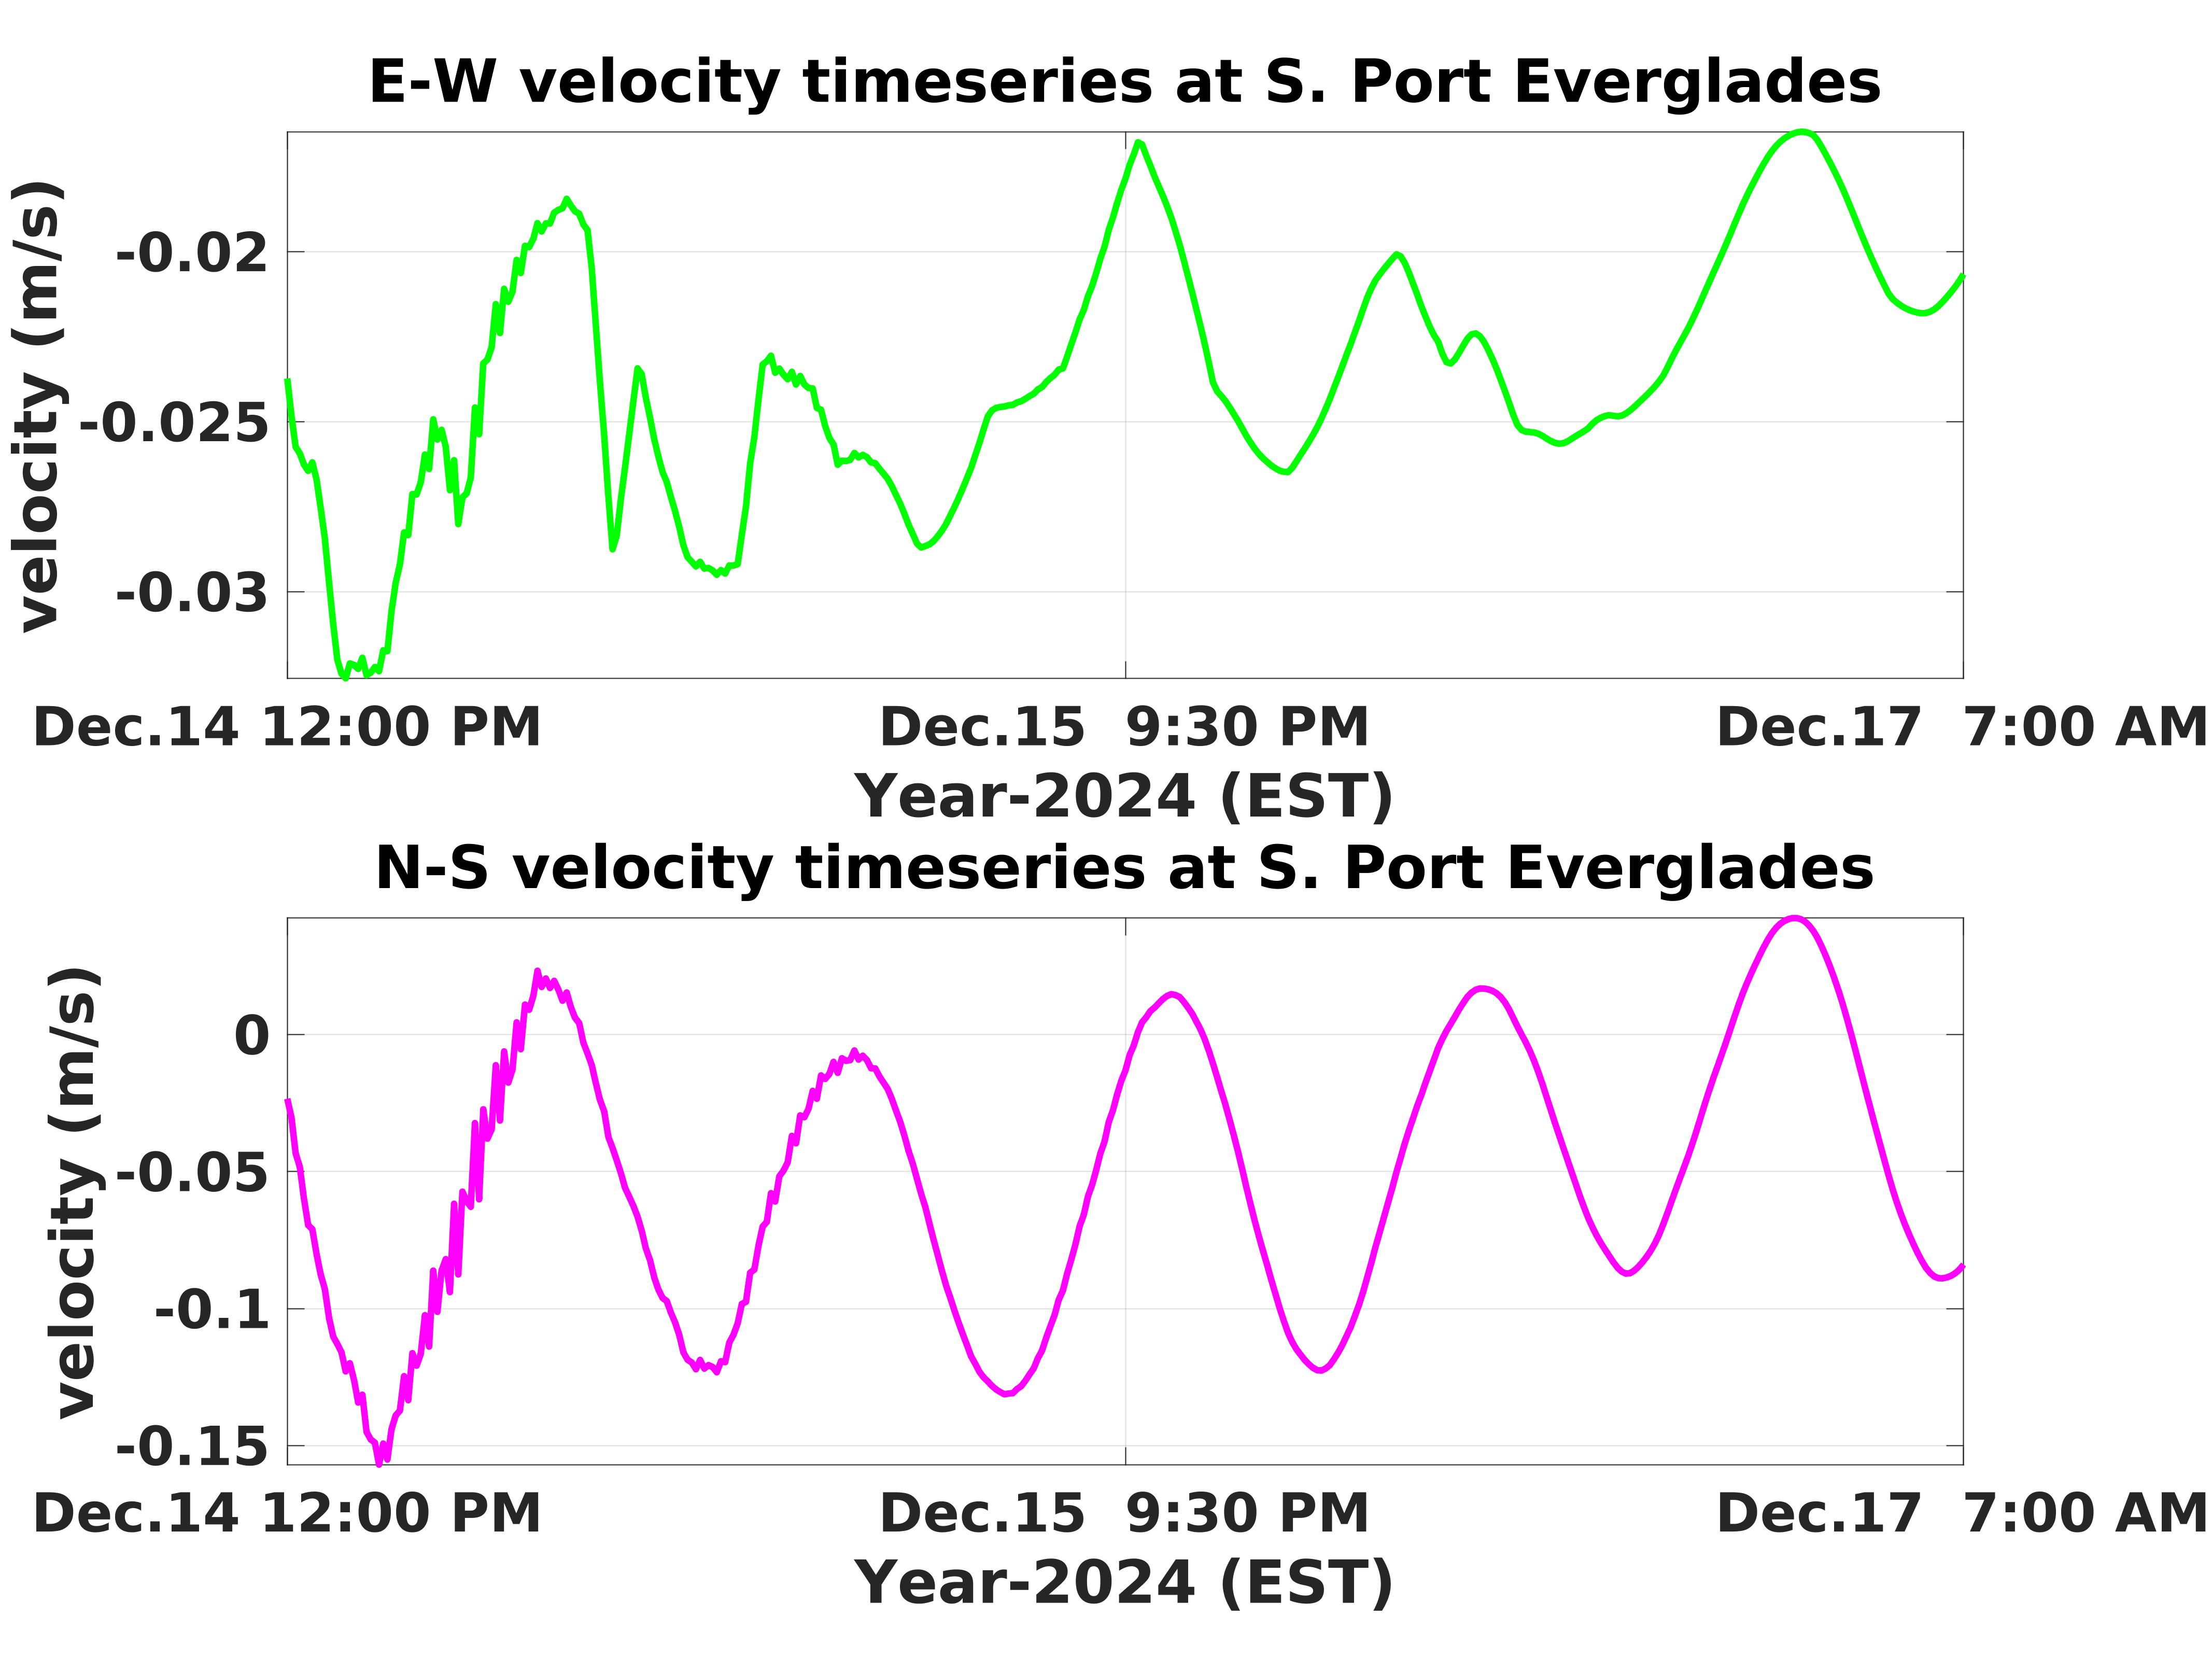 E-W velocity timeseries at S. Port Everglades
velocity (m/s)
-0.02
-0.025
-0.03
Dec.14 12:00 PM
Dec.15  9:30 PM
Dec.17  7:00 AM
Year-2024 (EST)
N-S velocity timeseries at S. Port Everglades
velocity (m/s)
0
-0.05
-0.1
-0.15
Dec.14 12:00 PM
Dec.15  9:30 PM
Dec.17  7:00 AM
Year-2024 (EST)